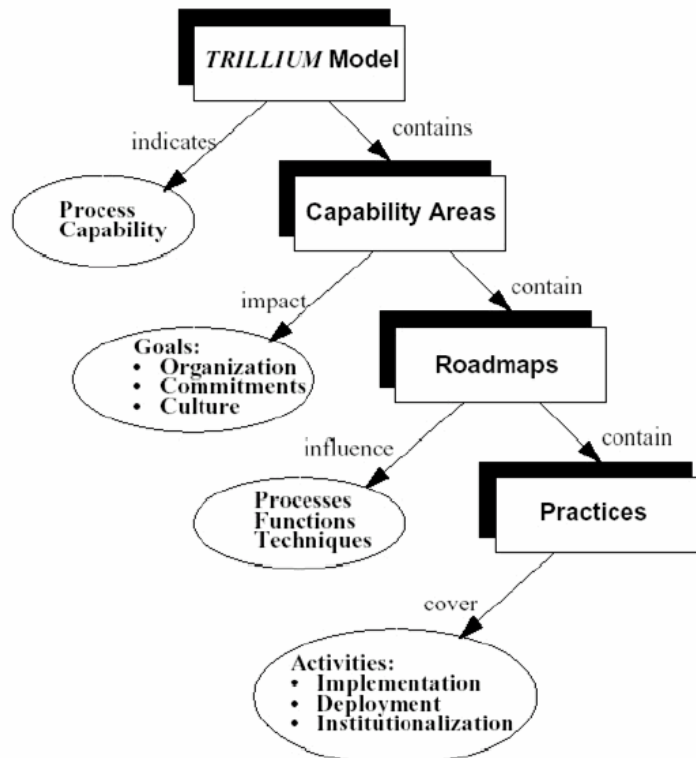 TRILLIUM Model
indicates
contains
Process
Capability
Capability Areas
impact
contain
Goals:
• Organization
• Commitments
• Culture
Roadmaps
influence
contain
Processes
Functions
Techniques
Practices
cover
Activities:
• Implementation
• Deployment
• Institutionalization